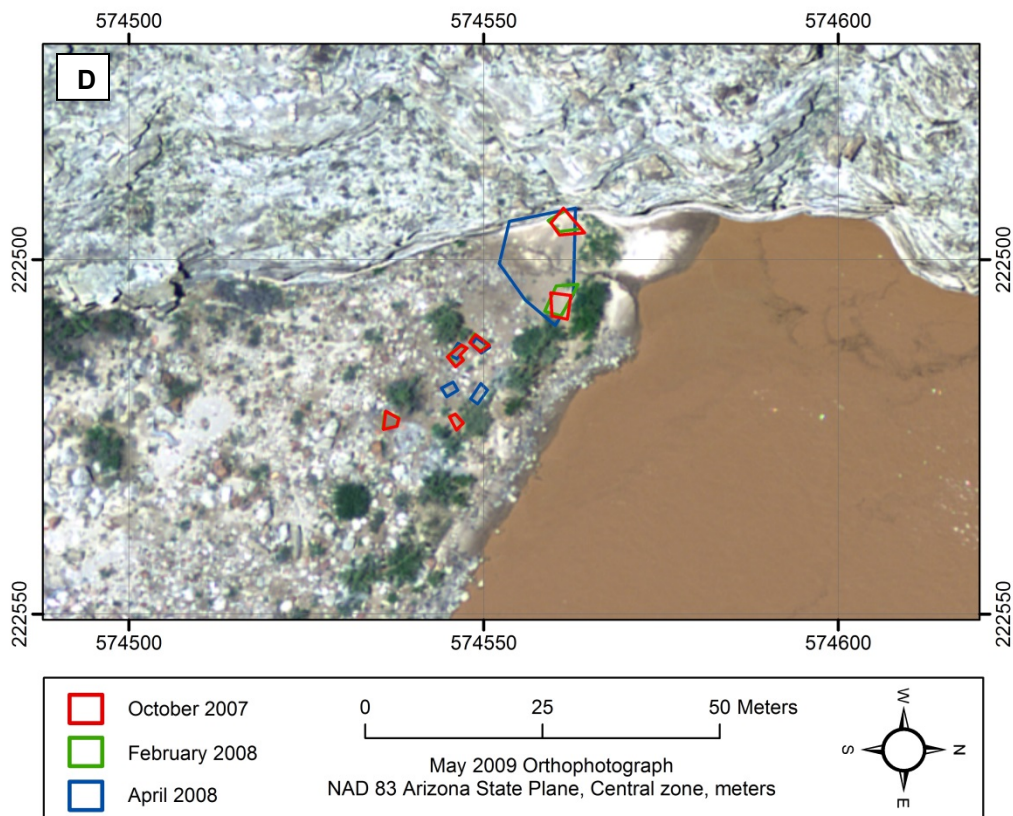 574500 574550 574600
D
222500 222500
222550 222550
574500 574550 574600
October 2007
February 2008
April 2008
0 25 50 Meters
May 2009 Orthophotograph
NAD 83 Arizona State Plane, Central zone, meters
W
S N
E